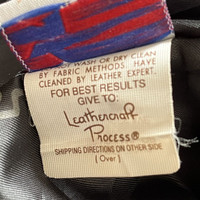 NOT WASH OR DRY CLEAN
BY FABRIC METHODS. HAVE
CLEANED BY LEATHER EXPERT.
FOR BEST RESULTS
GIVE TO:
Leathercraft
Process®
SHIPPING DIRECTIONS ON OTHER SIDE
(Over)